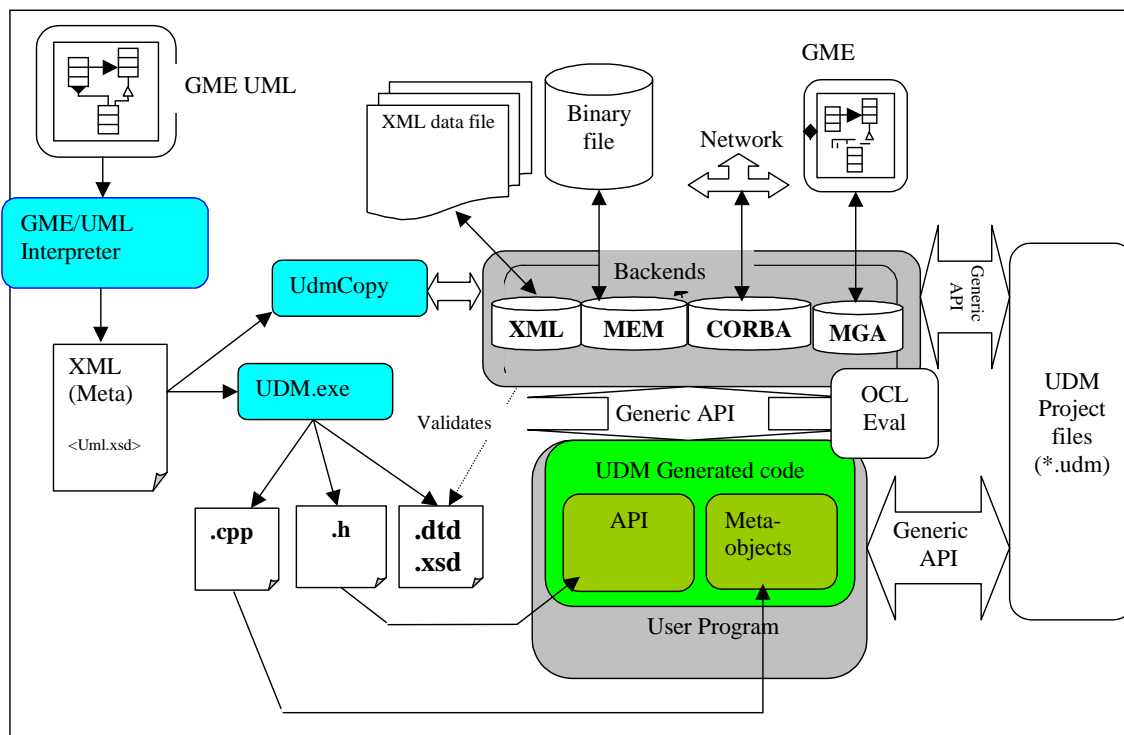 GME UML
GME
XML data file
Binary
file
Network
GME/UML
Interpreter
UdmCopy
Backends
XML
MEM
CORBA
MGA
Generic
API
XML
(Meta)
<Uml.xsd>
UDM.exe
Validates
Generic API
OCL
Eval
UDM
Project
files
(*.udm)
UDM Generated code
API
Meta-
objects
.cpp
.h
.dtd
.xsd
Generic
API
User Program